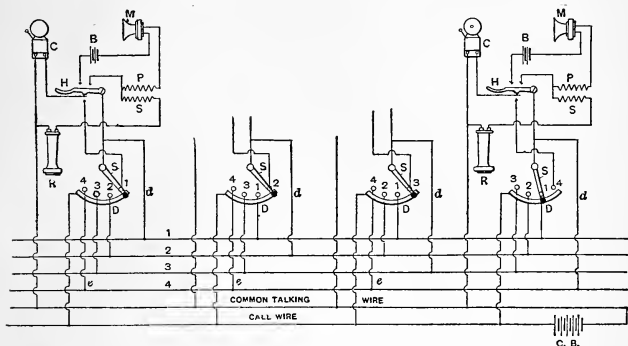 M
C
B
H
P
S
R
S
4 3 2 1
d
D
S
4 3 1 2
d
D
S
4 2 1 3
d
D
M
C
B
H
P
S
R
S
3 2 1 4
d
D
1
2
3
e e e
4
COMMON TALKING WIRE
CALL WIRE
C. B.